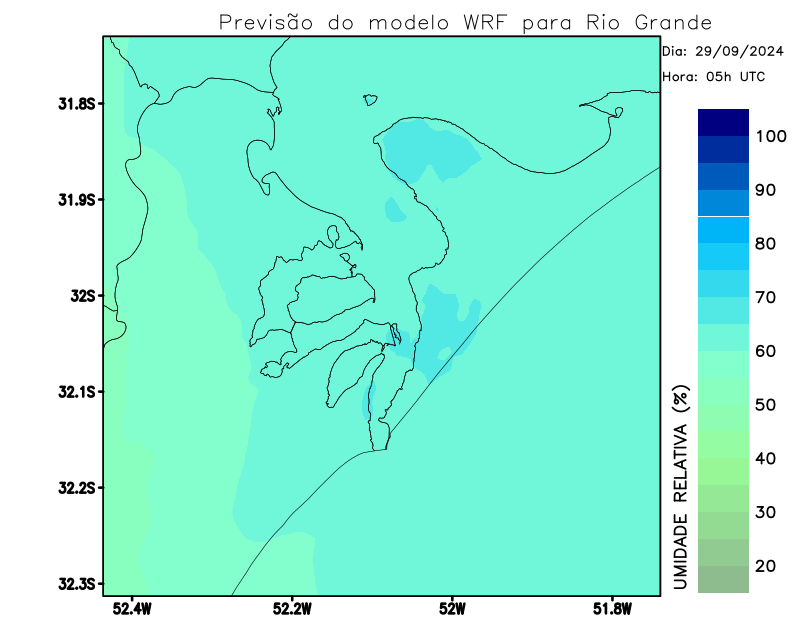 Previsão do modelo WRF para Rio Grande
Dia: 29/09/2024
Hora: 05h UTC
31.8S
31.9S
32S
32.1S
32.2S
32.3S
52.4W 52.2W 52W 51.8W
UMIDADE RELATIVA (%)
100
90
80
70
60
50
40
30
20